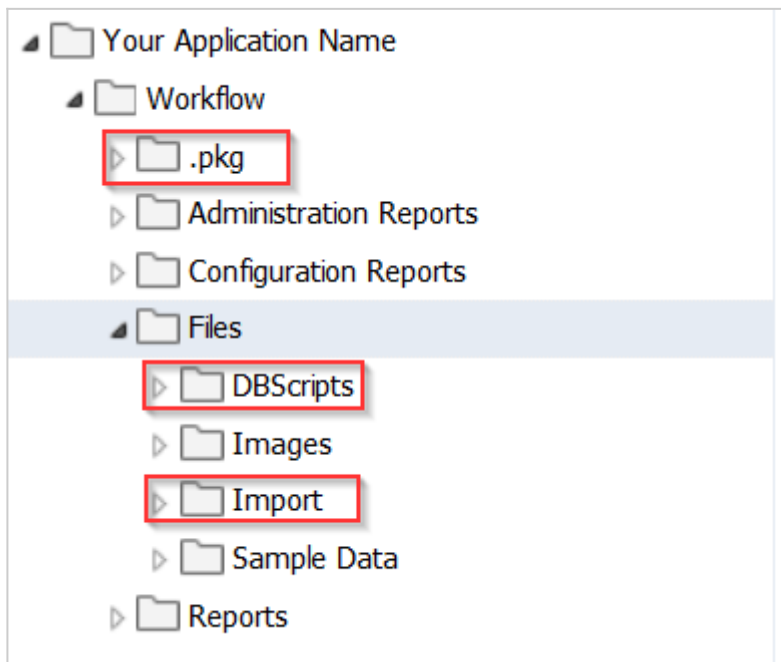 Your Application Name
Workflow
.pkg
Administration Reports
Configuration Reports
Files
DBScripts
Images
Import
Sample Data
Reports